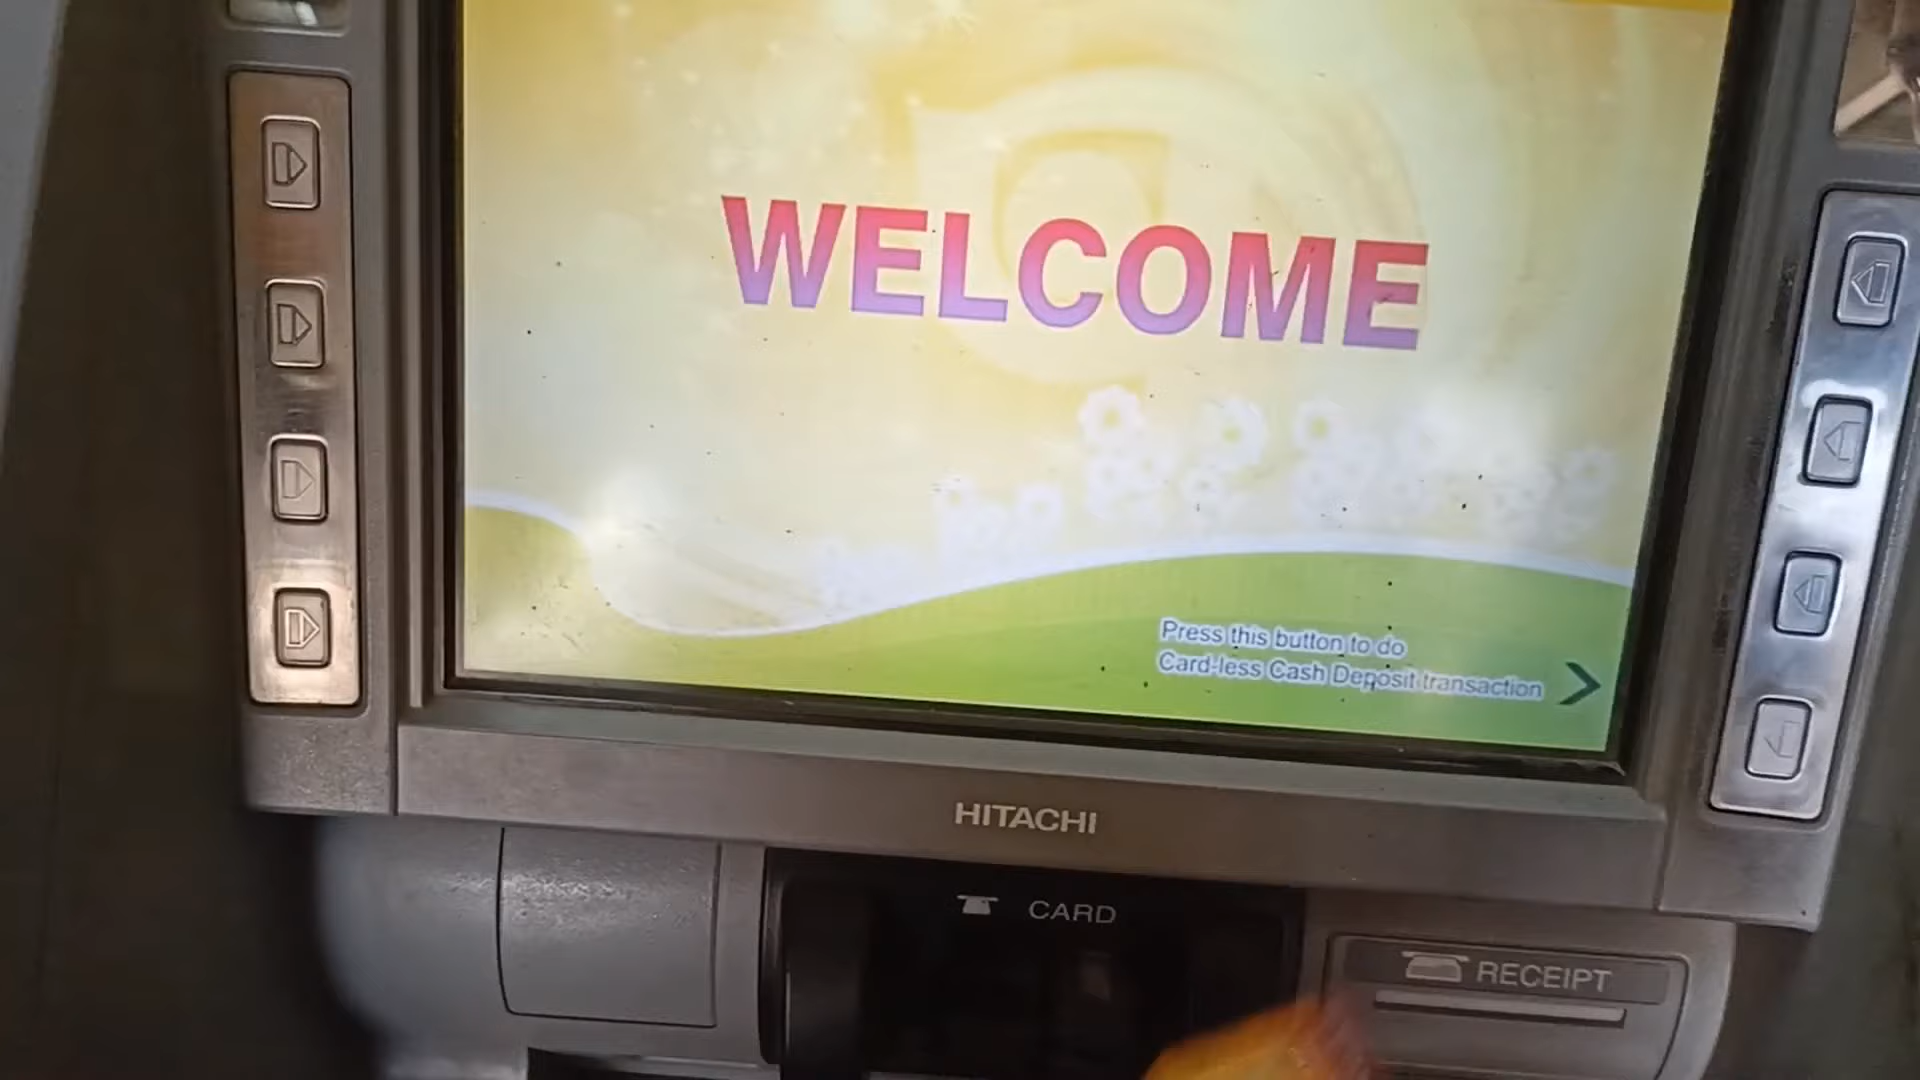 WELCOME
Press this button to do
Card-less Cash Deposit transaction
HITACHI
CARD
RECEIPT